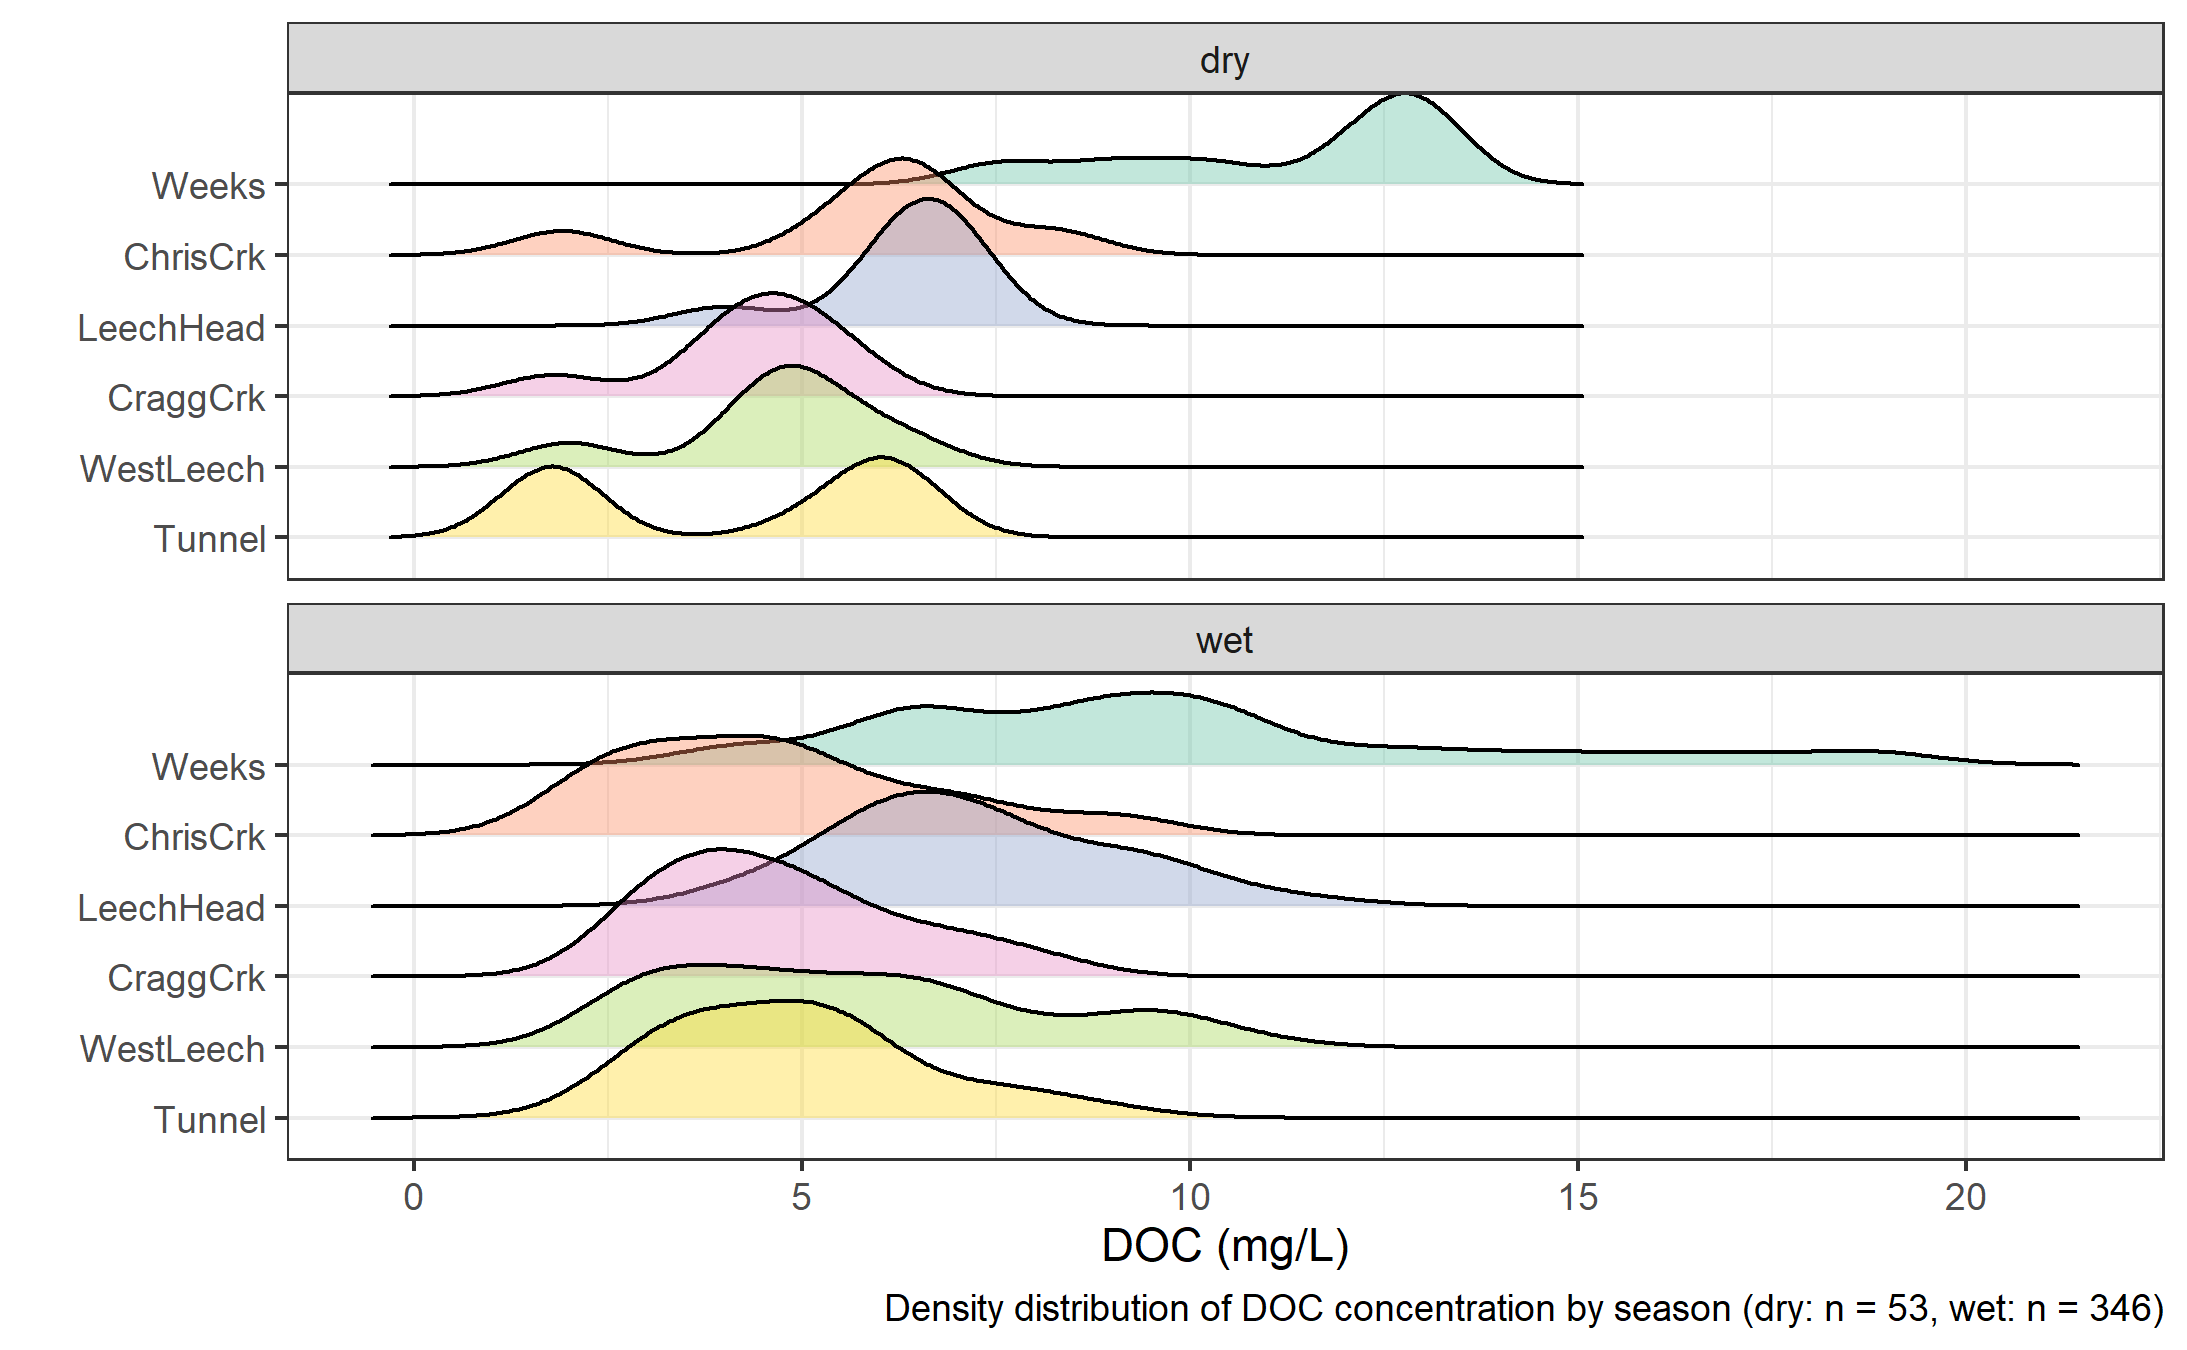 dry
Weeks
ChrisCrk
LeechHead
CraggCrk
WestLeech
Tunnel
wet
Weeks
ChrisCrk
LeechHead
CraggCrk
WestLeech
Tunnel
0 5 10 15 20
DOC (mg/L)
Density distribution of DOC concentration by season (dry: n = 53, wet: n = 346)